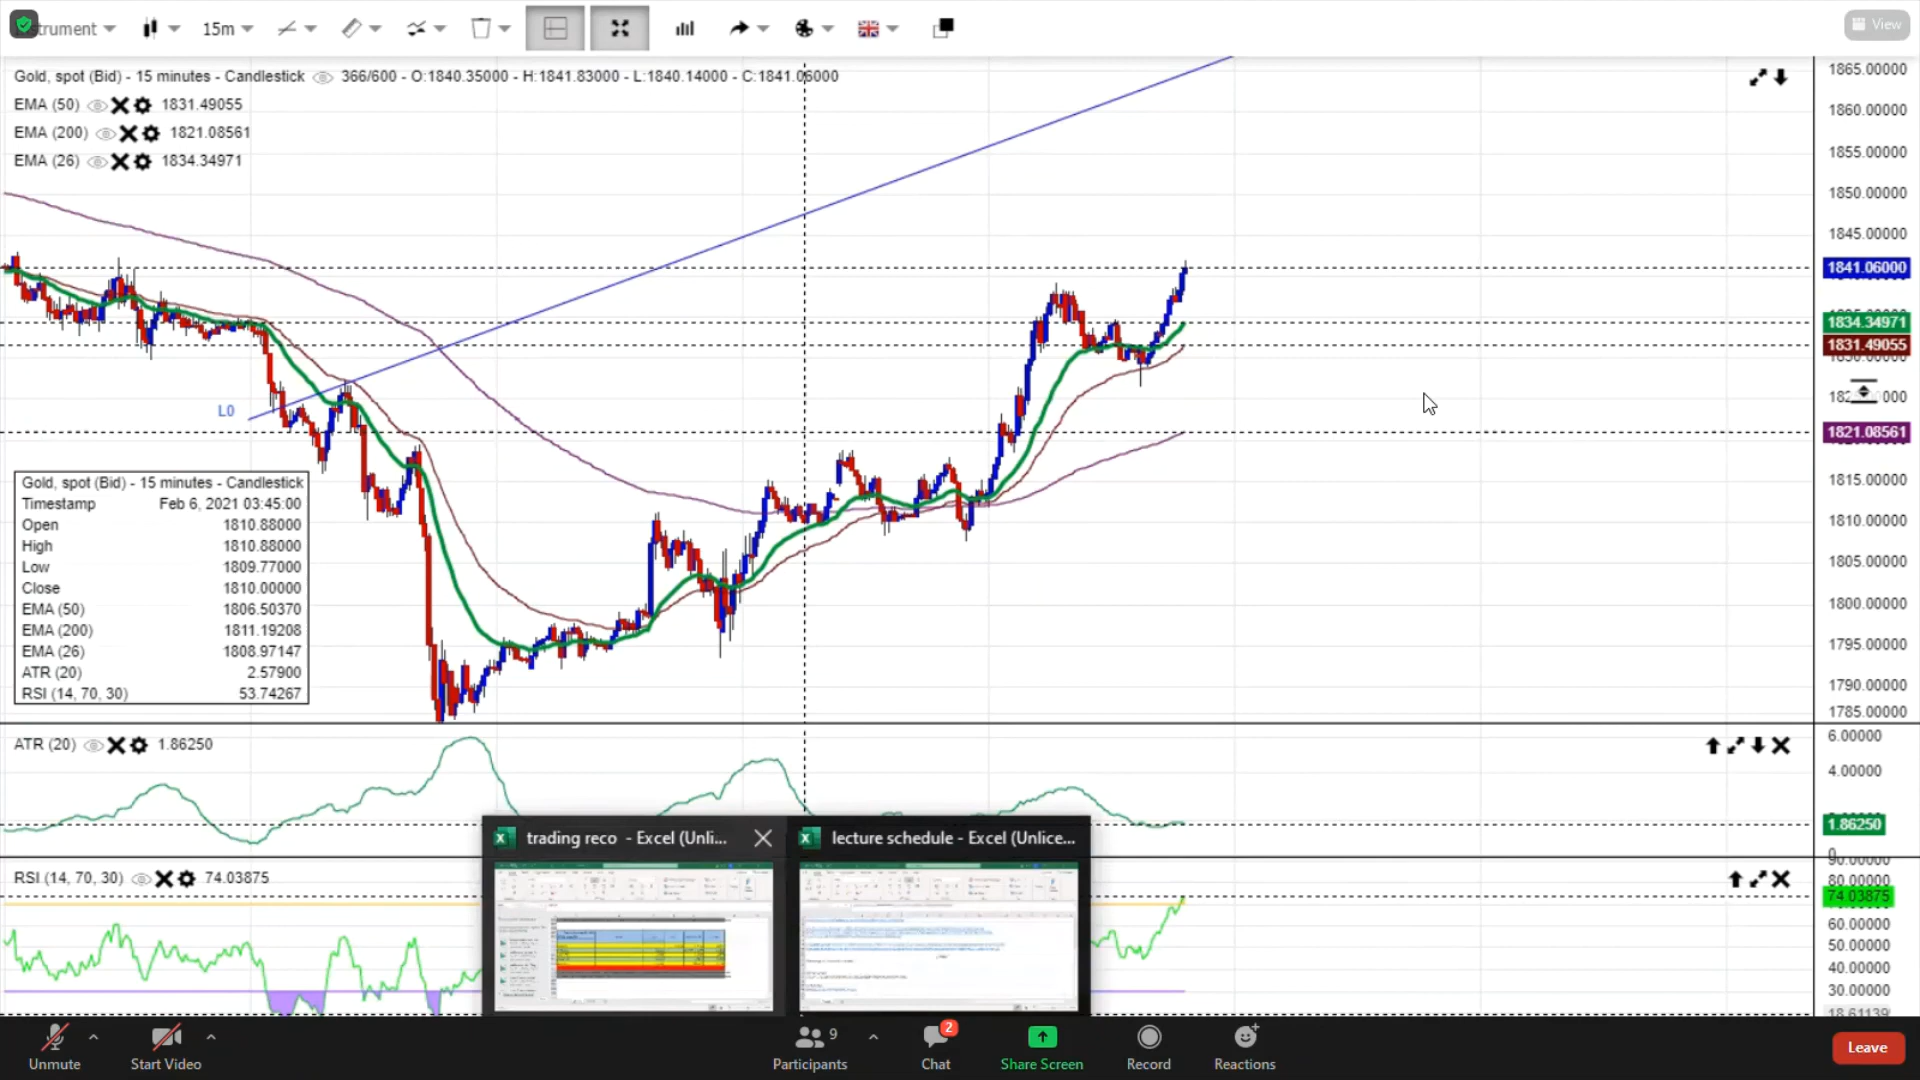 strument
15m
View
Gold, spot (Bid) - 15 minutes - Candlestick 366/600 - O:1840.35000 - H:1841.83000 - L:1840.14000 - C:1841.06000
EMA (50) 1831.49055
EMA (200) 1821.08561
EMA (26) 1834.34971
1865.00000
1860.00000
1855.00000
1850.00000
1845.00000
1841.06000
1834.34971
1831.49055
1821.08561
1815.00000
1810.00000
1805.00000
1800.00000
1795.00000
1790.00000
1785.00000
L0
Gold, spot (Bid) - 15 minutes - Candlestick
Timestamp Feb 6, 2021 03:45:00
Open 1810.88000
High 1810.88000
Low 1809.77000
Close 1810.00000
EMA (50) 1806.50370
EMA (200) 1811.19208
EMA (26) 1808.97147
ATR (20) 2.57900
RSI (14, 70, 30) 53.74267
ATR (20) 1.86250
6.00000
4.00000
1.86250
0
trading reco - Excel (Unli...
lecture schedule - Excel (Unlice...
RSI (14, 70, 30) 74.03875
90.00000
80.00000
74.03875
60.00000
50.00000
40.00000
30.00000
18.61139
Unmute
Start Video
9
Participants
2
Chat
Share Screen
Record
Reactions
Leave